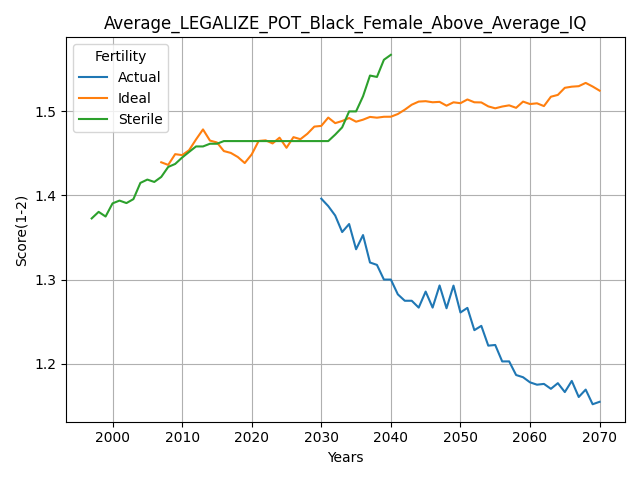 Average_LEGALIZE_POT_Black_Female_Above_Average_IQ
Fertility
Actual
Ideal
Sterile
Score(1-2)
1.5
1.4
1.3
1.2
2000 2010 2020 2030 2040 2050 2060 2070
Years